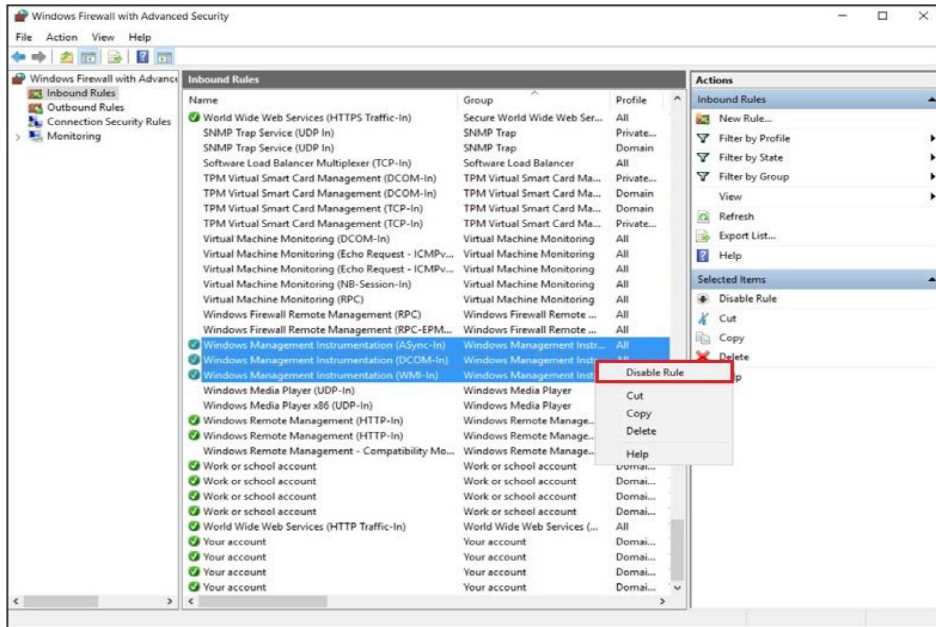 Windows Firewall with Advanced Security
File Action View Help
Windows Firewall with Advance
Inbound Rules
Outbound Rules
Connection Security Rules
Monitoring
Inbound Rules
Name Group Profile
World Wide Web Services (HTTPS Traffic-In) Secure World Wide Web Ser... All
SNMP Trap Service (UDP In) SNMP Trap Private...
SNMP Trap Service (UDP In) SNMP Trap Domain
Software Load Balancer Multiplexer (TCP-In) Software Load Balancer All
TPM Virtual Smart Card Management (DCOM-In) TPM Virtual Smart Card Ma... Private...
TPM Virtual Smart Card Management (DCOM-In) TPM Virtual Smart Card Ma... Domain
TPM Virtual Smart Card Management (TCP-In) TPM Virtual Smart Card Ma... Domain
TPM Virtual Smart Card Management (TCP-In) TPM Virtual Smart Card Ma... Private...
Virtual Machine Monitoring (DCOM-In) Virtual Machine Monitoring All
Virtual Machine Monitoring (Echo Request - ICMPv... Virtual Machine Monitoring All
Virtual Machine Monitoring (Echo Request - ICMPv... Virtual Machine Monitoring All
Virtual Machine Monitoring (NB-Session-In) Virtual Machine Monitoring All
Virtual Machine Monitoring (RPC) Virtual Machine Monitoring All
Windows Firewall Remote Management (RPC) Windows Firewall Remote ... All
Windows Firewall Remote Management (RPC-EPM... Windows Firewall Remote ... All
Windows Management Instrumentation (ASync-In) Windows Management Instr... All
Windows Management Instrumentation (DCOM-In) Windows Management Instr... All
Windows Management Instrumentation (WMI-In) Windows Management Inst
Windows Media Player (UDP-In) Windows Media Player
Windows Media Player x86 (UDP-In) Windows Media Player
Windows Remote Management (HTTP-In) Windows Remote Manage...
Windows Remote Management (HTTP-In) Windows Remote Manage...
Windows Remote Management - Compatibility Mo... Windows Remote Manage...
Work or school account Work or school account Domai...
Work or school account Work or school account Domai...
Work or school account Work or school account Domai...
Work or school account Work or school account Domai...
World Wide Web Services (HTTP Traffic-In) World Wide Web Services (... All
Your account Your account Domai...
Your account Your account Domai...
Your account Your account Domai...
Your account Your account Domai...
Disable Rule
Cut
Copy
Delete
Help
Actions
Inbound Rules
New Rule...
Filter by Profile
Filter by State
Filter by Group
View
Refresh
Export List...
Help
Selected Items
Disable Rule
Cut
Copy
Delete